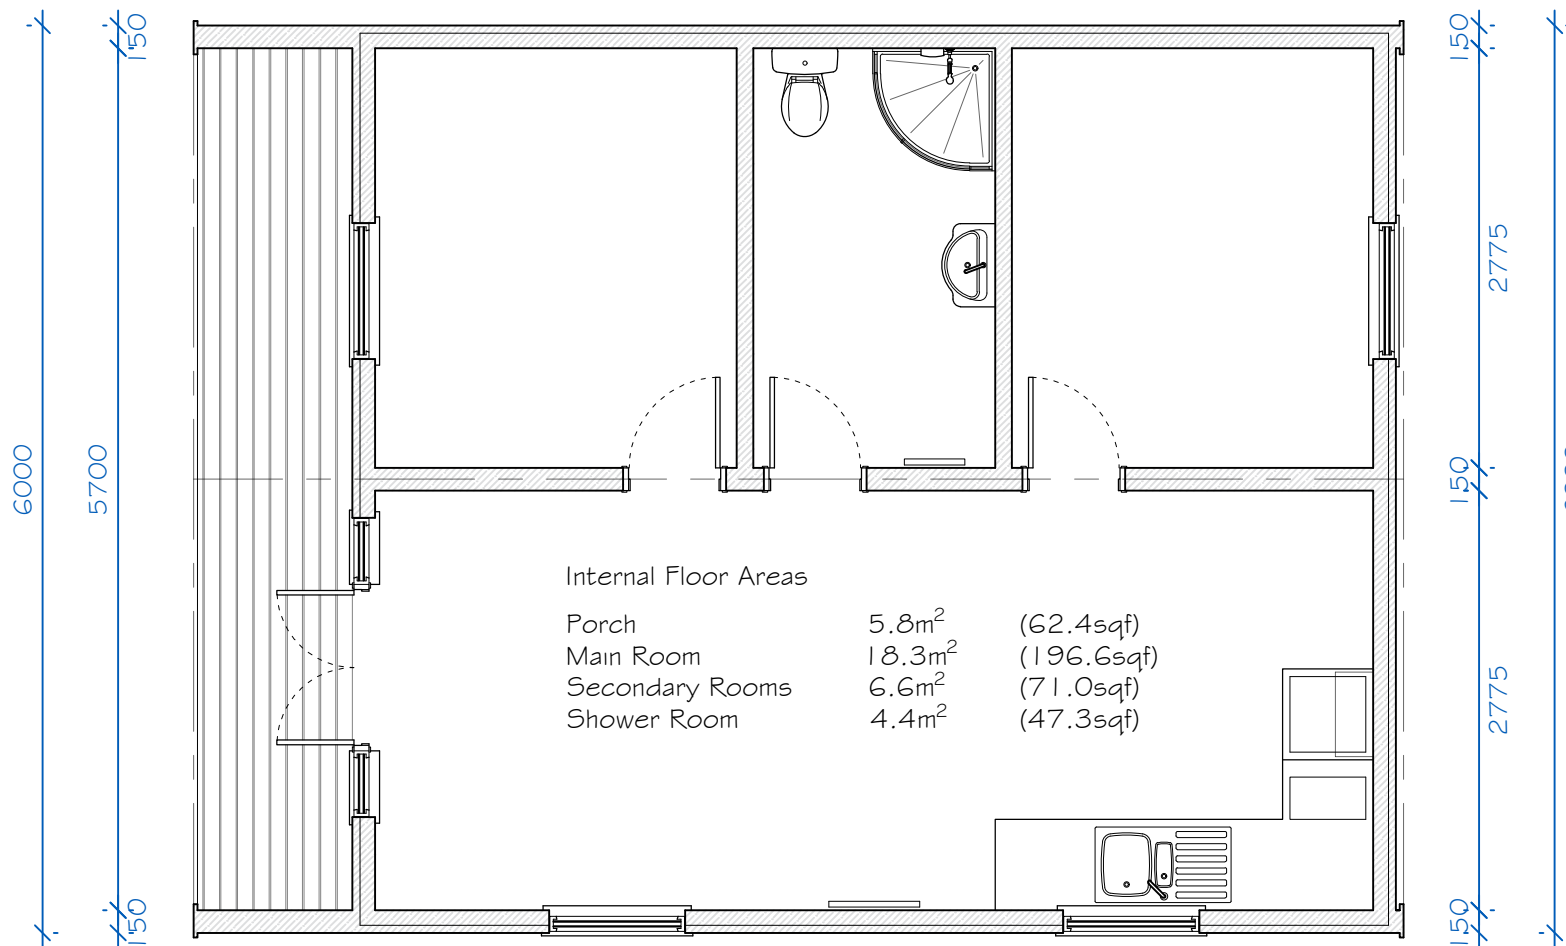 150
150
2775
2775
6000
5700
150
Internal Floor Areas
Porch 5.8m² (62.4sqf)
Main Room 18.3m² (196.6sqf)
Secondary Rooms 6.6m² (71.0sqf)
Shower Room 4.4m² (47.3sqf)
150
150